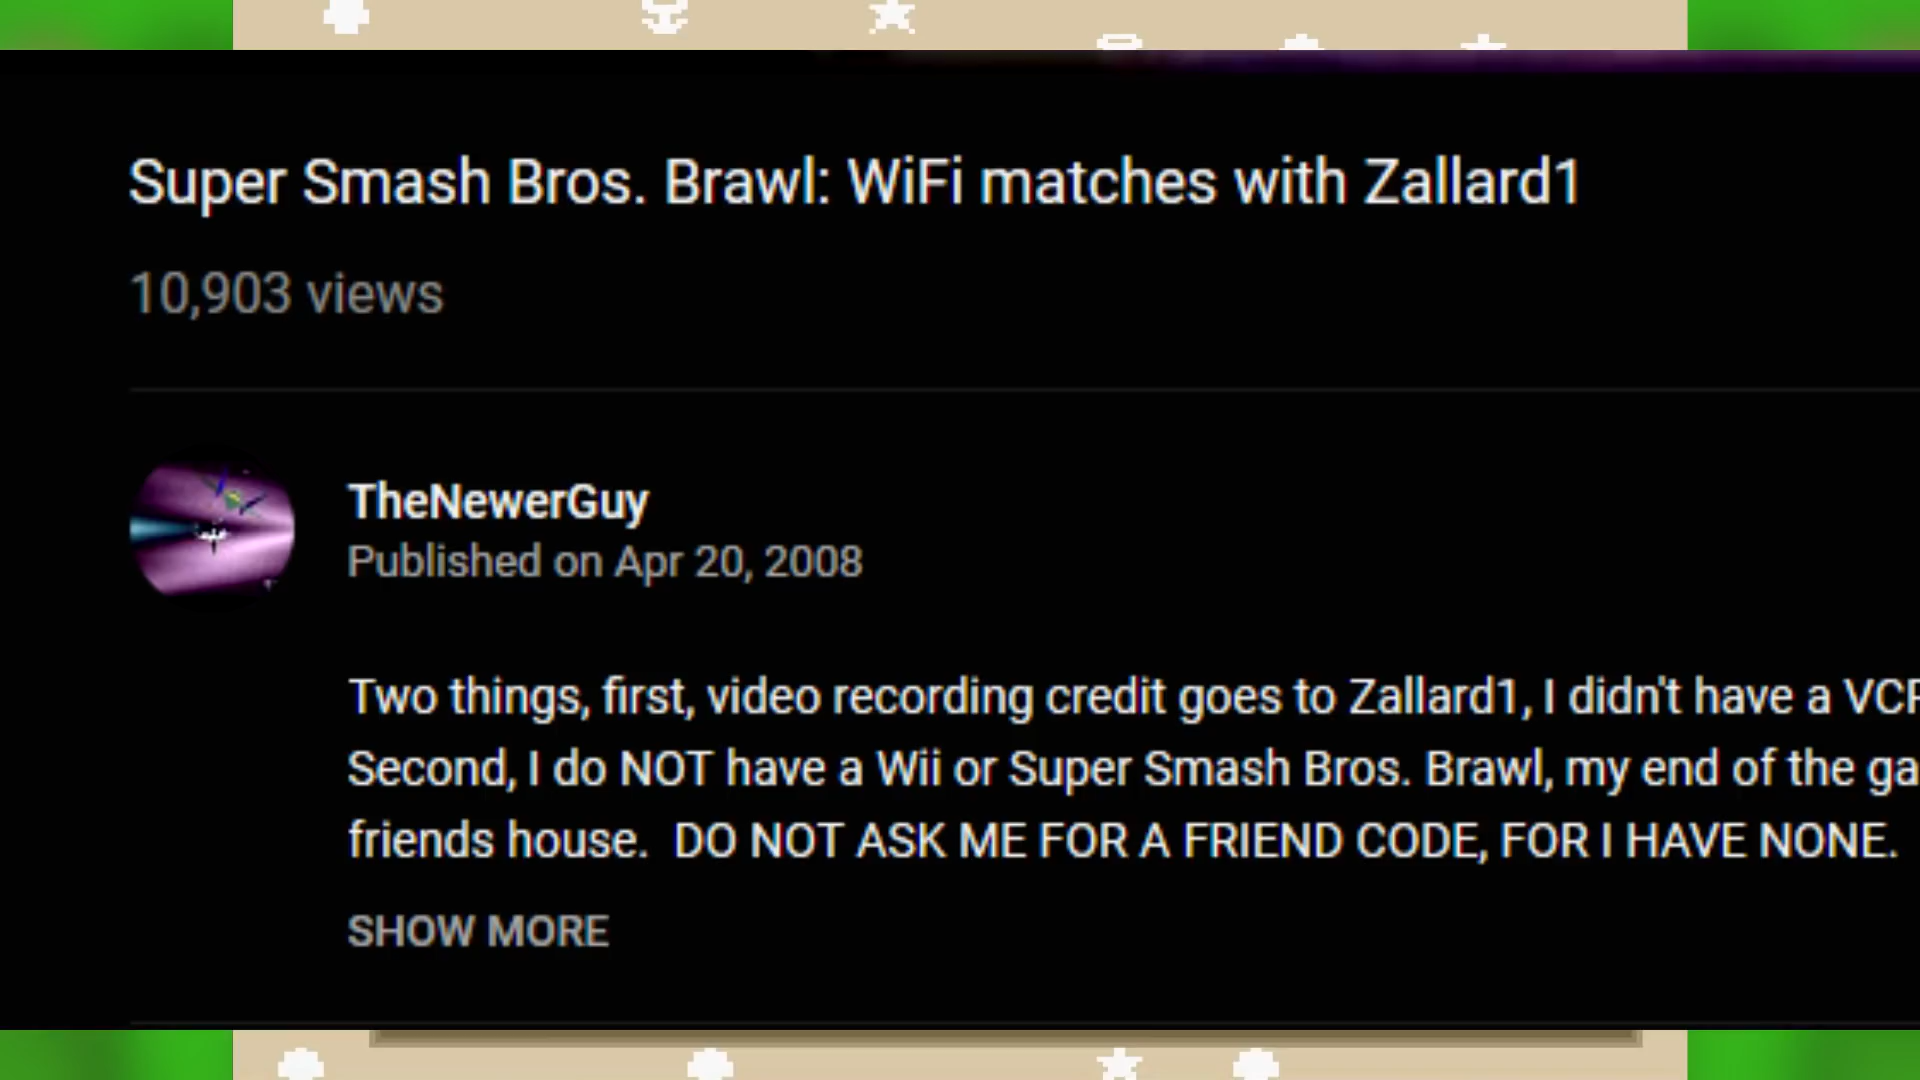 Super Smash Bros. Brawl: WiFi matches with Zallard1
10,903 views
TheNewerGuy
Published on Apr 20, 2008
Two things, first, video recording credit goes to Zallard1, I didn't have a
Second, I do NOT have a Wii or Super Smash Bros. Brawl, my end of the
friends house. DO NOT ASK ME FOR A FRIEND CODE, FOR I HAVE NONE.
SHOW MORE